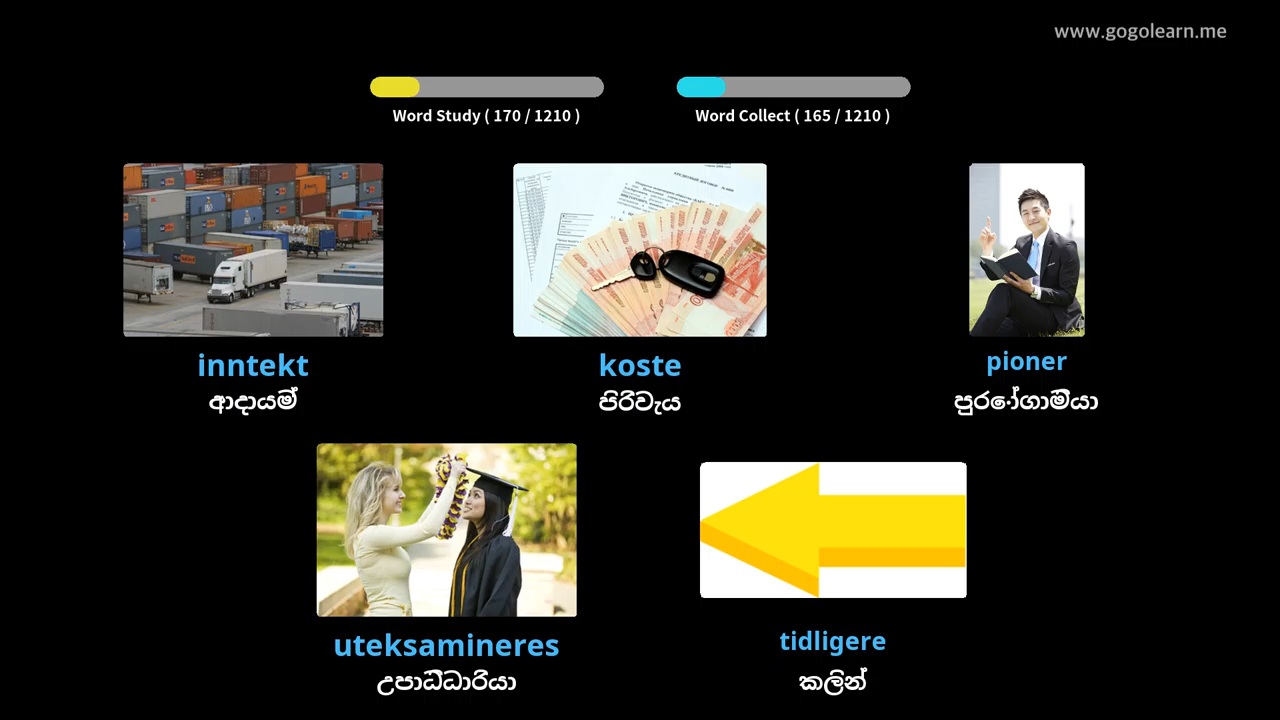 www.gogolearn.me
Word Study ( 170 / 1210 )
Word Collect ( 165 / 1210 )
inntekt
ආදායම්
koste
පිරිවැය
pioner
පුරෝගාමියා
uteksamineres
උපාධිධාරියා
tidligere
කලින්